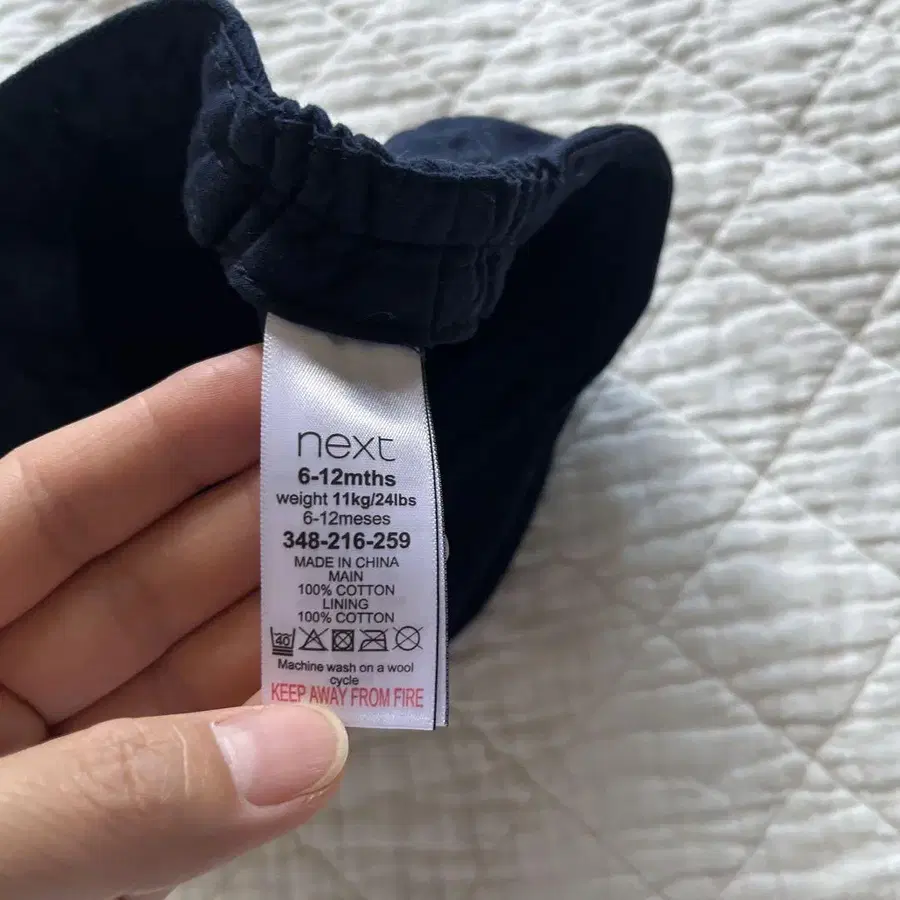 next
6-12mths
weight 11kg/24lbs
6-12meses
348-216-259
MADE IN CHINA
MAIN
100% COTTON
LINING
100% COTTON
40
Machine wash on a wool
cycle
KEEP AWAY FROM FIRE